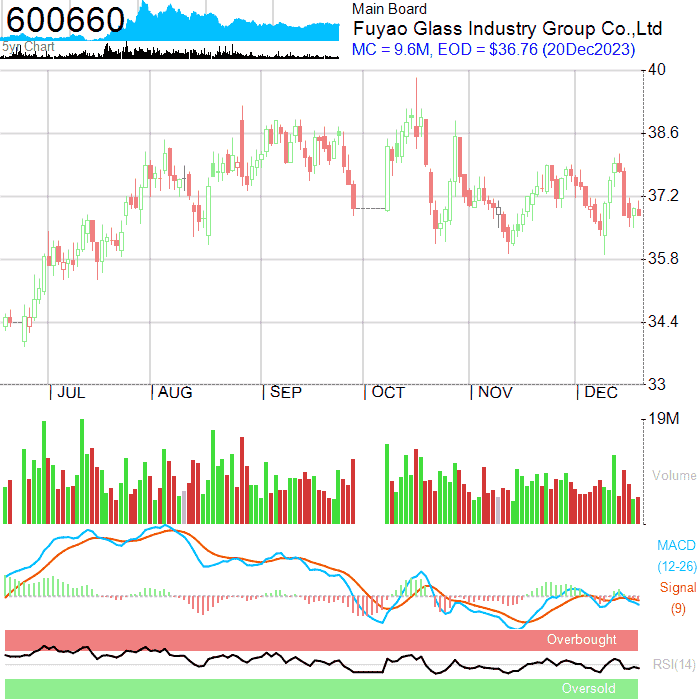 600660
5yr Chart
Main Board
Fuyao Glass Industry Group Co.,Ltd
MC = 9.6M, EOD = $36.76 (20Dec2023)
40
38.6
37.2
35.8
34.4
33
JUL AUG SEP OCT NOV DEC
19M
Volume
MACD
(12-26)
Signal
(9)
Overbought
RSI(14)
Oversold